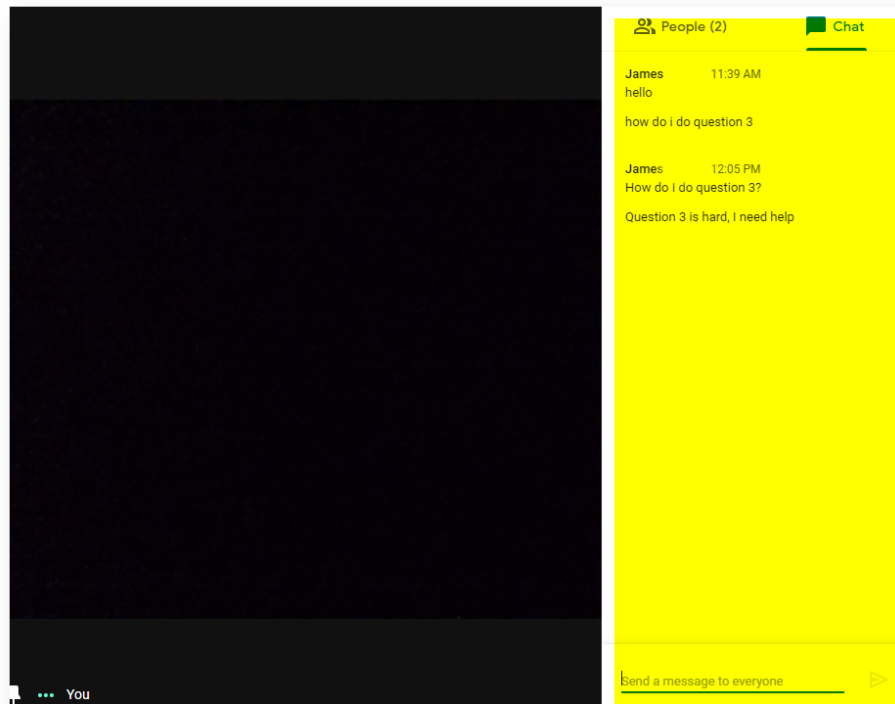 People (2) Chat
James 11:39 AM
hello
how do i do question 3
James 12:05 PM
How do I do question 3?
Question 3 is hard, I need help
Send a message to everyone
You